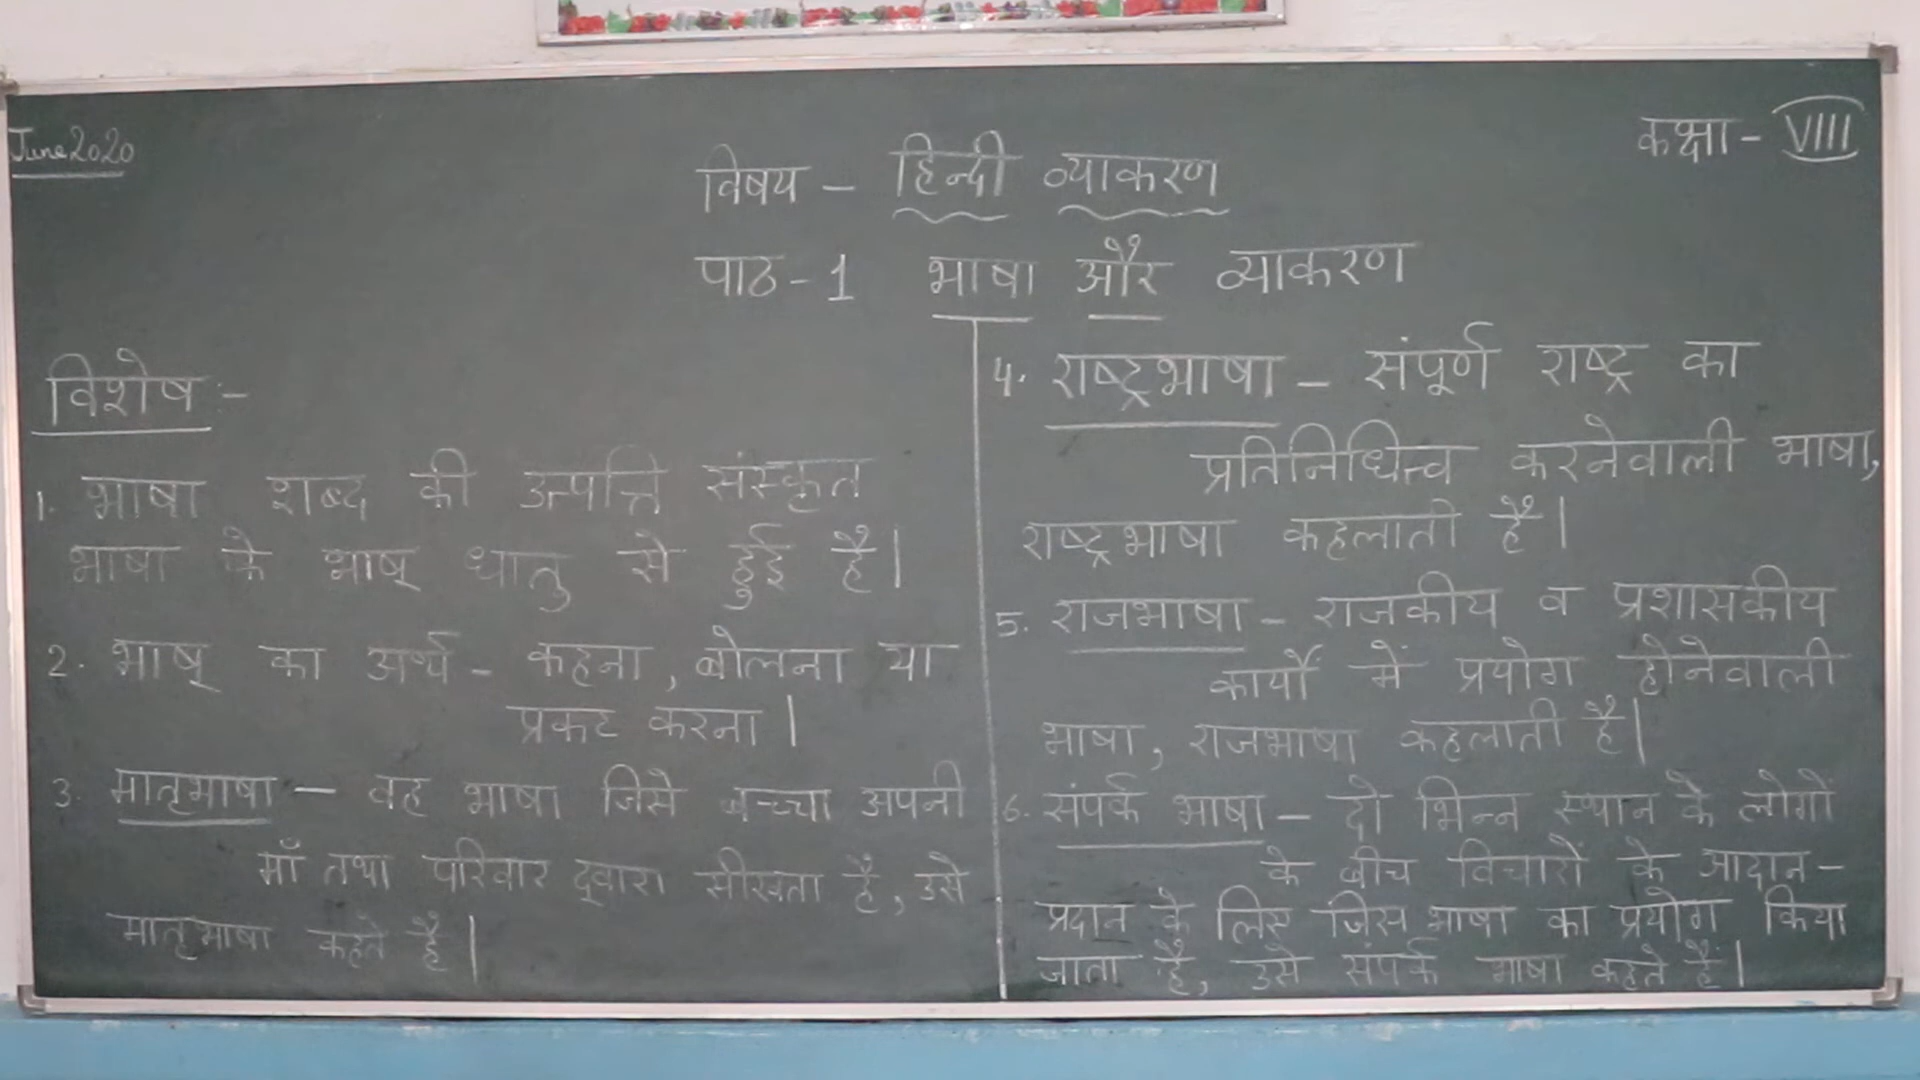 June 2020
कक्षा - VIII
विषय - हिन्दी व्याकरण
पाठ - 1 भाषा और व्याकरण
विशेष :-
1. भाषा शब्द की उत्पत्ति संस्कृत
भाषा के भाष् धातु से हुई है।
2. भाष् का अर्थ - कहना, बोलना या
प्रकट करना।
3. मातृभाषा - वह भाषा जिसे बच्चा अपनी
माँ तथा परिवार द्वारा सीखता है, उसे
मातृभाषा कहते हैं।
4. राष्ट्रभाषा - संपूर्ण राष्ट्र का
प्रतिनिधित्व करनेवाली भाषा,
राष्ट्रभाषा कहलाती है।
5. राजभाषा - राजकीय व प्रशासकीय
कार्यों में प्रयोग होनेवाली
भाषा, राजभाषा कहलाती है।
6. संपर्क भाषा - दो भिन्न स्थान के लोगों
के बीच विचारों के आदान -
प्रदान के लिए जिस भाषा का प्रयोग किया
जाता है, उसे संपर्क भाषा कहते हैं।